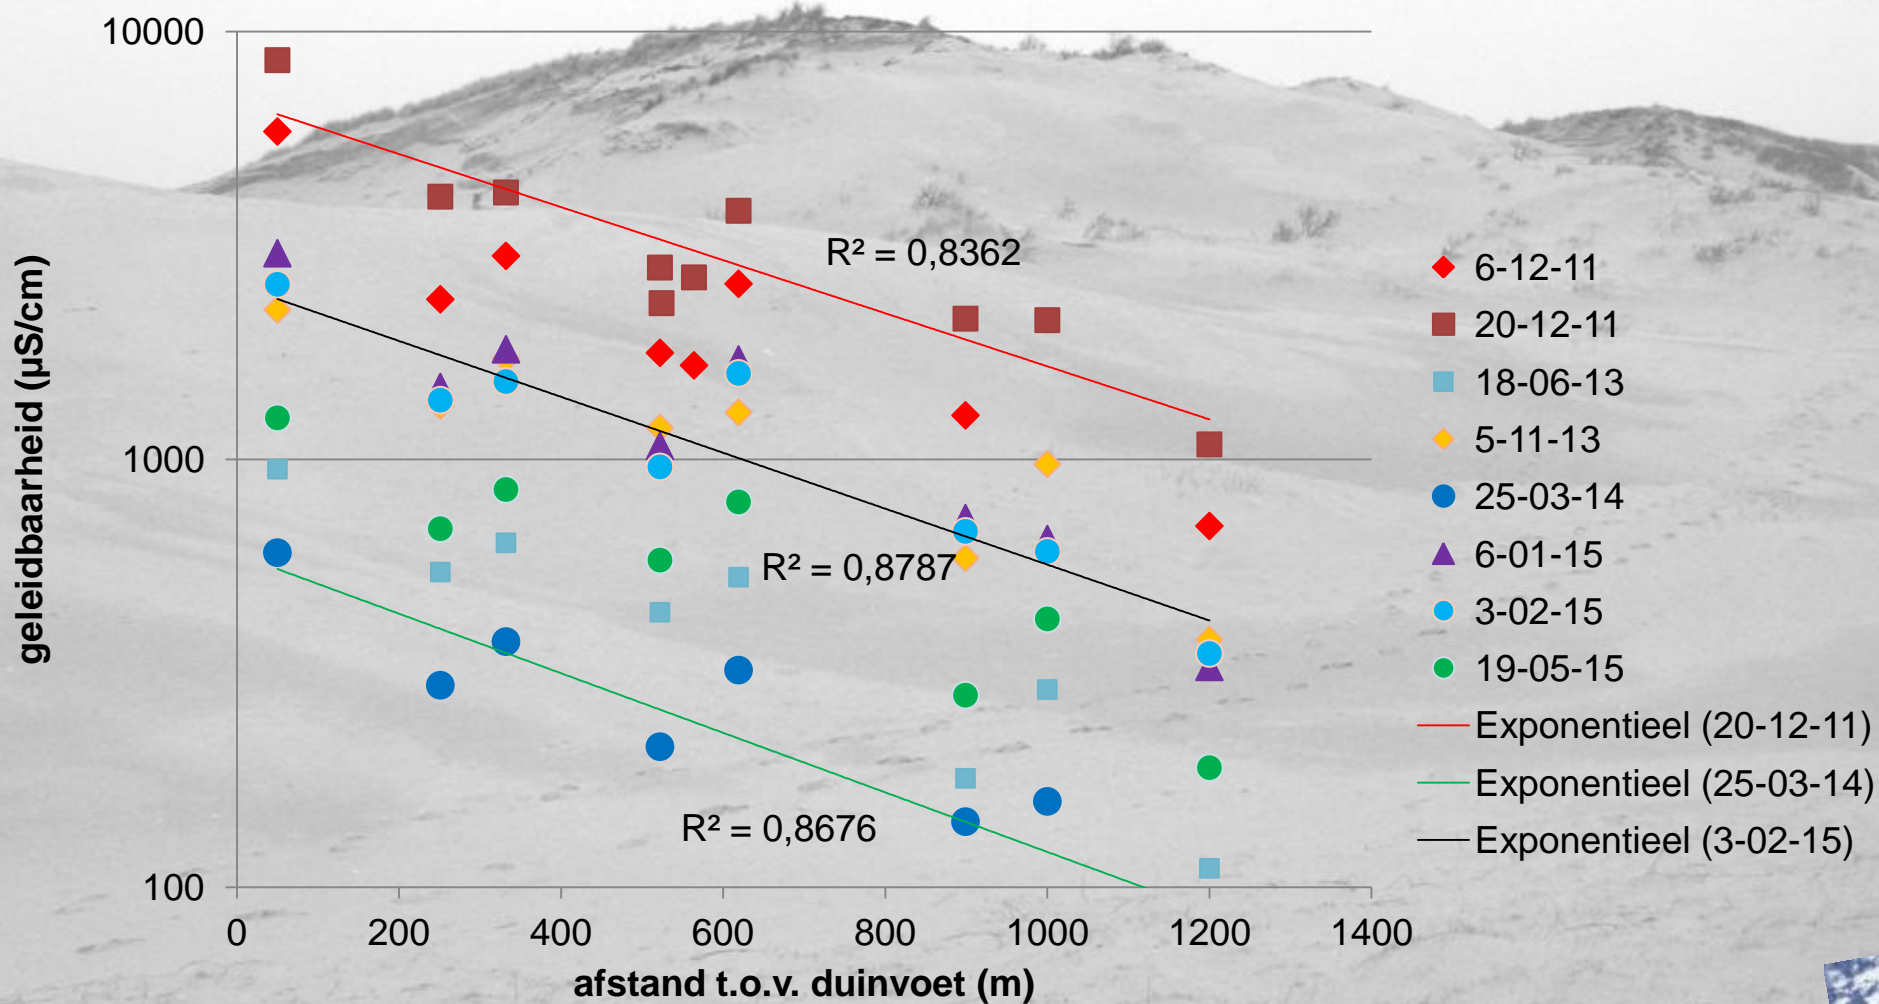 10000
1000
100
geleidbaarheid (µS/cm)
R² = 0,8362
R² = 0,8787
R² = 0,8676
0 200 400 600 800 1000 1200 1400
afstand t.o.v. duinvoet (m)
6-12-11
20-12-11
18-06-13
5-11-13
25-03-14
6-01-15
3-02-15
19-05-15
Exponentieel (20-12-11)
Exponentieel (25-03-14)
Exponentieel (3-02-15)